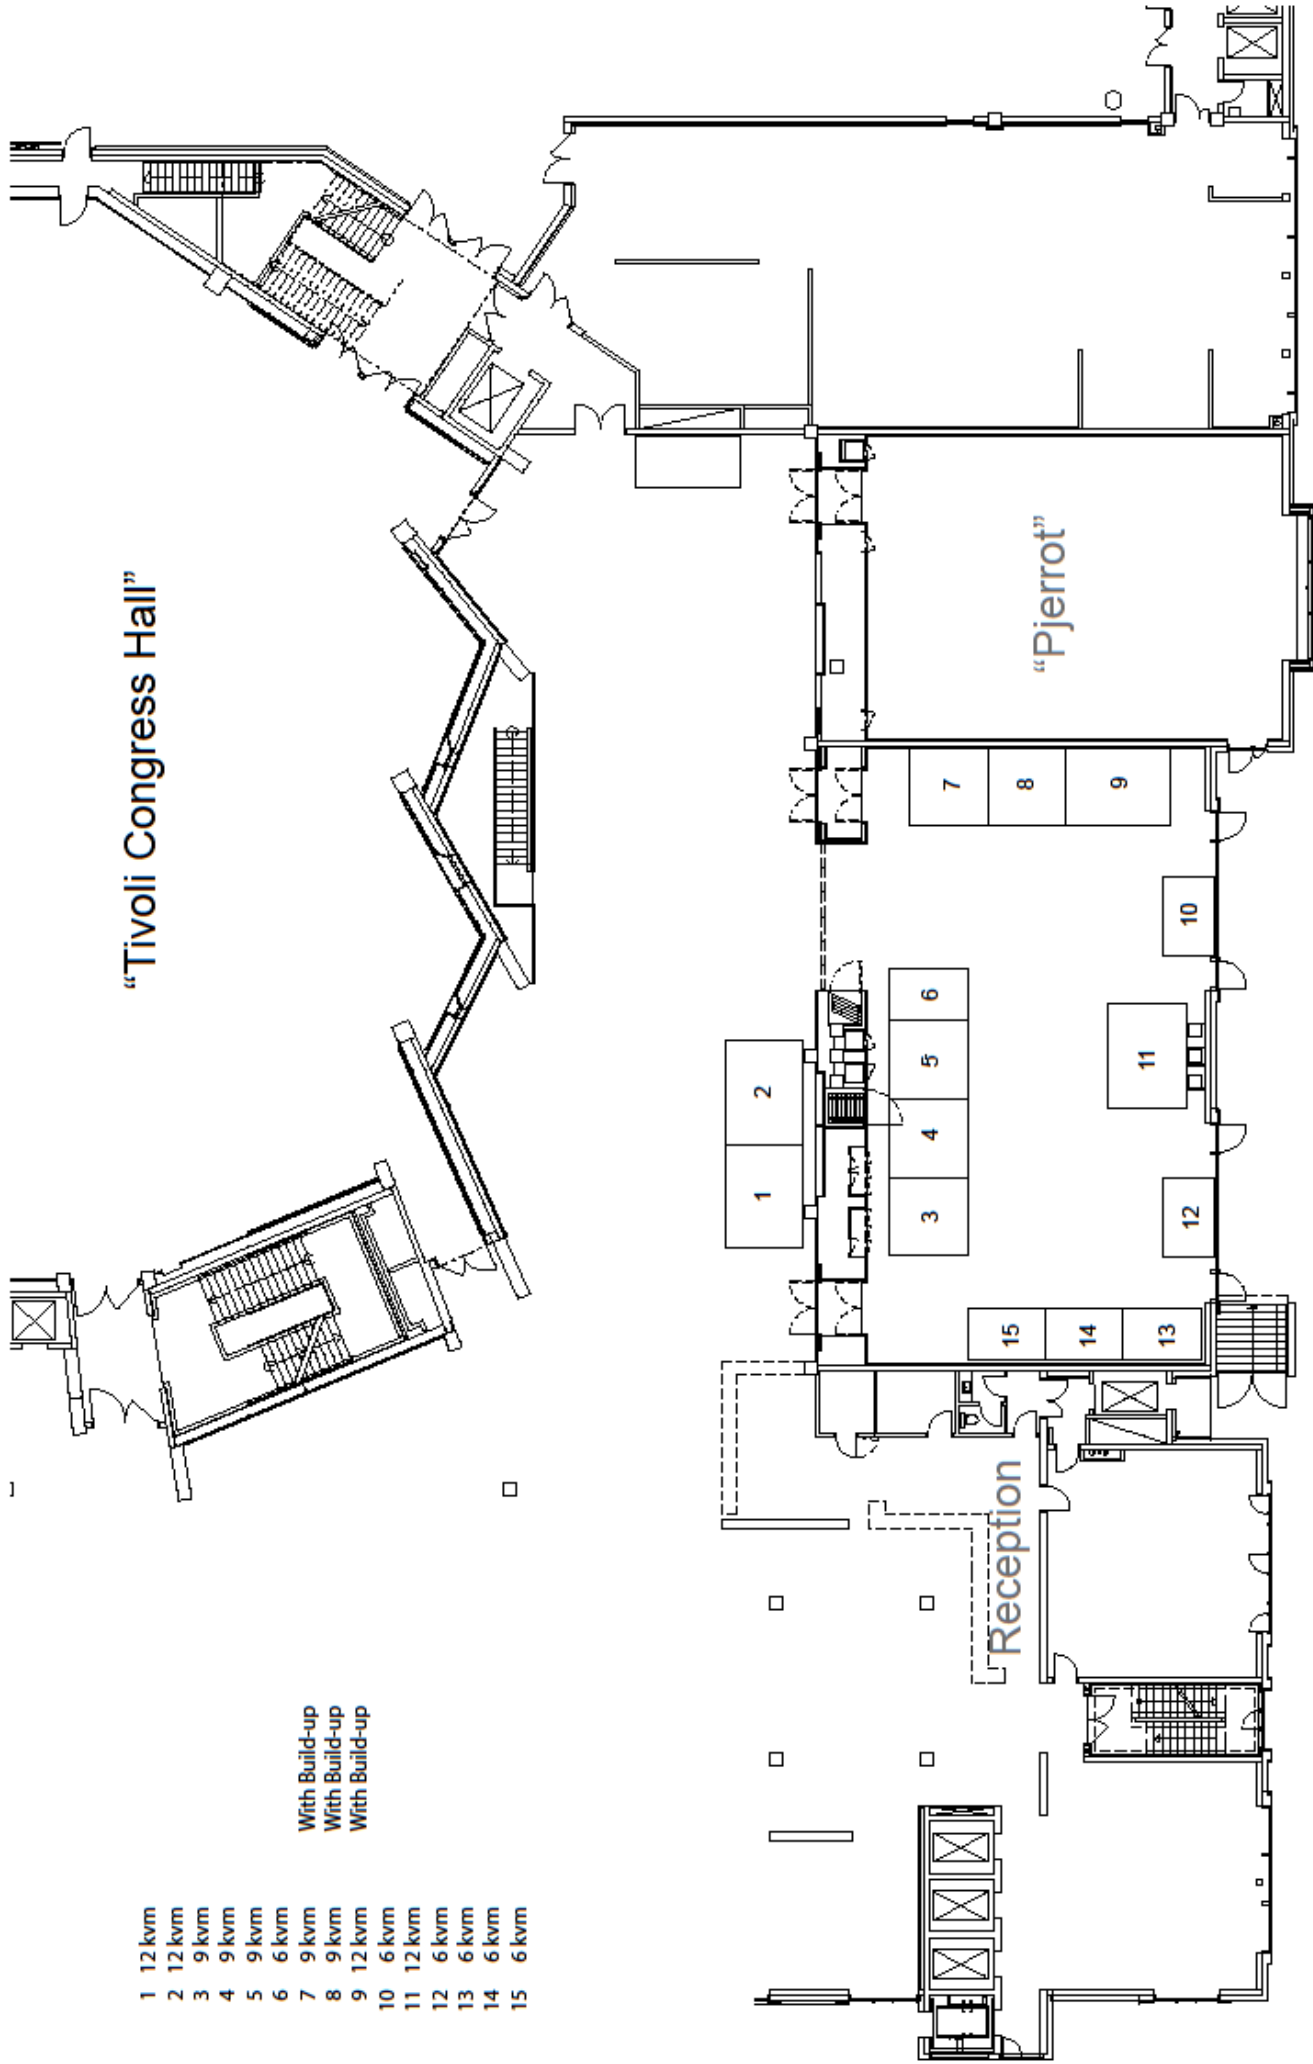 “Tivoli Congress Hall”
“Pjerrot”
Reception
1 12 kvm
2 12 kvm
3 9 kvm
4 9 kvm
5 9 kvm
6 6 kvm
7 9 kvm With Build-up
8 9 kvm With Build-up
9 12 kvm With Build-up
10 6 kvm
11 12 kvm
12 6 kvm
13 6 kvm
14 6 kvm
15 6 kvm
1
2
3
4
5
6
7
8
9
10
11
12
13
14
15